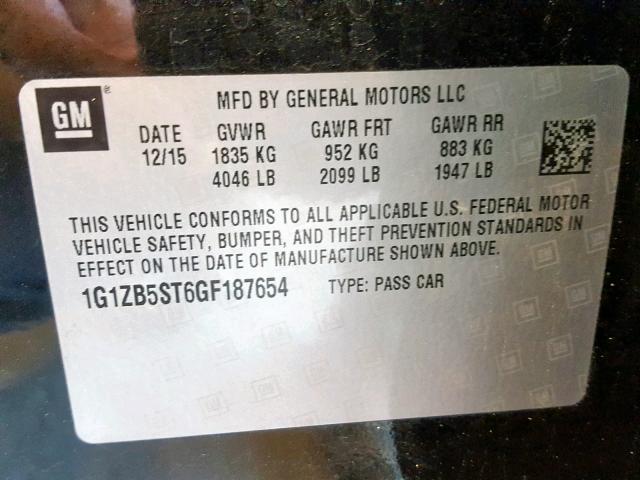 GM
MFD BY GENERAL MOTORS LLC
DATE GVWR GAWR FRT GAWR RR
12/15 1835 KG 952 KG 883 KG
4046 LB 2099 LB 1947 LB
THIS VEHICLE CONFORMS TO ALL APPLICABLE U.S. FEDERAL MOTOR
VEHICLE SAFETY, BUMPER, AND THEFT PREVENTION STANDARDS IN
EFFECT ON THE DATE OF MANUFACTURE SHOWN ABOVE.
1G1ZB5ST6GF187654 TYPE: PASS CAR